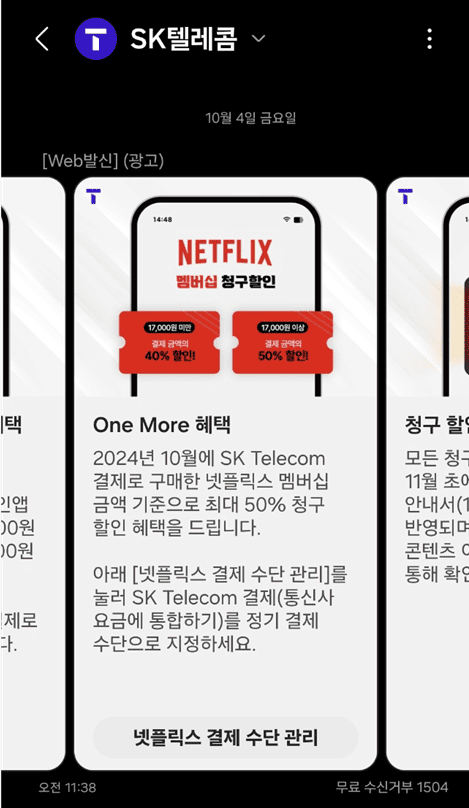 SK텔레콤
10월 4일 금요일
[Web발신] (광고)
14:48
NETFLIX
멤버십 청구할인
17,000원 미만
결제 금액의
40% 할인!
17,000원 이상
결제 금액의
50% 할인!
One More 혜택
2024년 10월에 SK Telecom
결제로 구매한 넷플릭스 멤버십
금액 기준으로 최대 50% 청구
할인 혜택을 드립니다.
아래 [넷플릭스 결제 수단 관리]를
눌러 SK Telecom 결제(통신사
요금에 통합하기)를 정기 결제
수단으로 지정하세요.
넷플릭스 결제 수단 관리
택
인앱
00원
00원
제로
다.
청구 할인
모든 청구
11월 초에
안내서(1
반영되며
콘텐츠 이
통해 확인
오전 11:38
무료 수신거부 1504